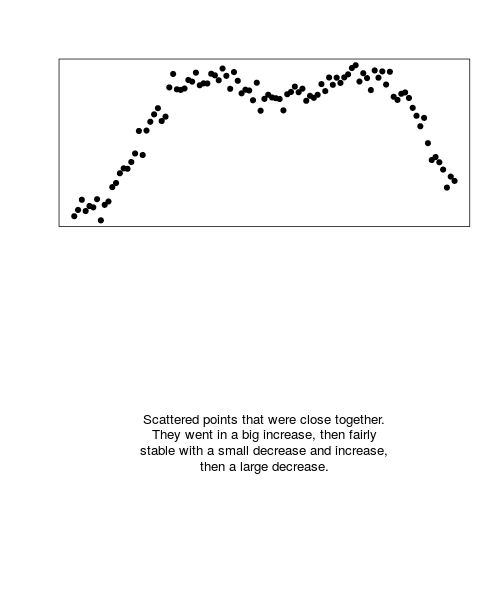 Scattered points that were close together.
They went in a big increase, then fairly
stable with a small decrease and increase,
then a large decrease.